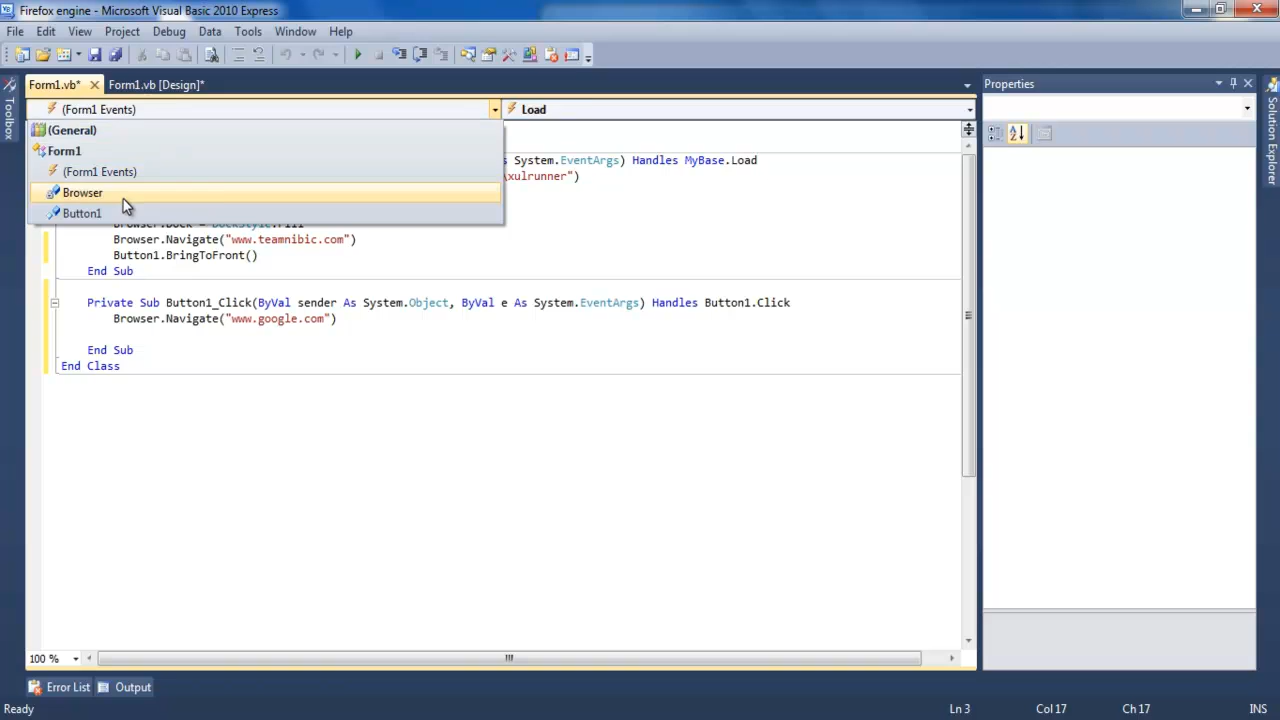 Firefox engine - Microsoft Visual Basic 2010 Express
File Edit View Project Debug Data Tools Window Help
Toolbox
Form1.vb* Form1.vb [Design]*
(Form1 Events) Load
(General)
Form1
(Form1 Events)
Browser
Button1
System.EventArgs) Handles MyBase.Load
\xulrunner")
Browser.Dock = DockStyle.Fill
Browser.Navigate("www.teamnibic.com")
Button1.BringToFront()
End Sub
Private Sub Button1_Click(ByVal sender As System.Object, ByVal e As System.EventArgs) Handles Button1.Click
Browser.Navigate("www.google.com")
End Sub
End Class
100 %
Properties
Solution Explorer
Error List Output
Ready Ln 3 Col 17 Ch 17 INS